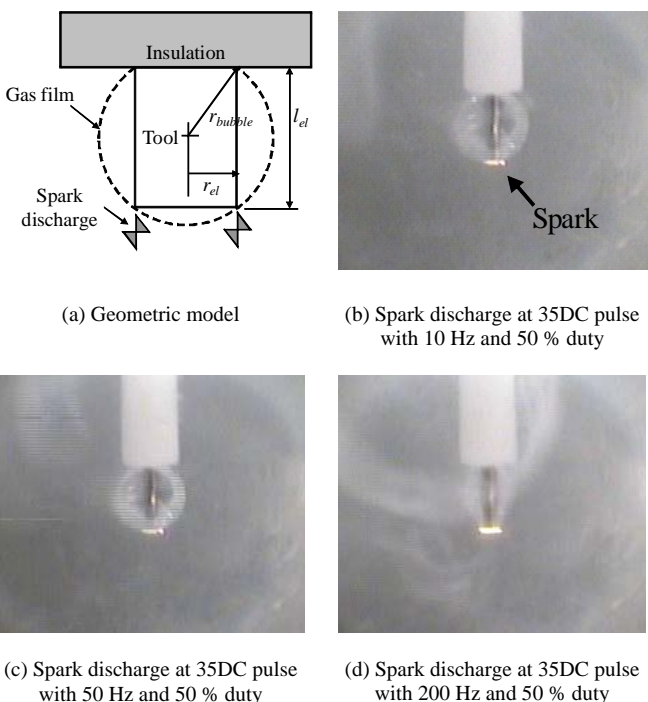 Insulation
Gas film
Tool
r_bubble
l_el
r_el
Spark
discharge
(a) Geometric model
Spark
(b) Spark discharge at 35DC pulse
with 10 Hz and 50 % duty
(c) Spark discharge at 35DC pulse
with 50 Hz and 50 % duty
(d) Spark discharge at 35DC pulse
with 200 Hz and 50 % duty